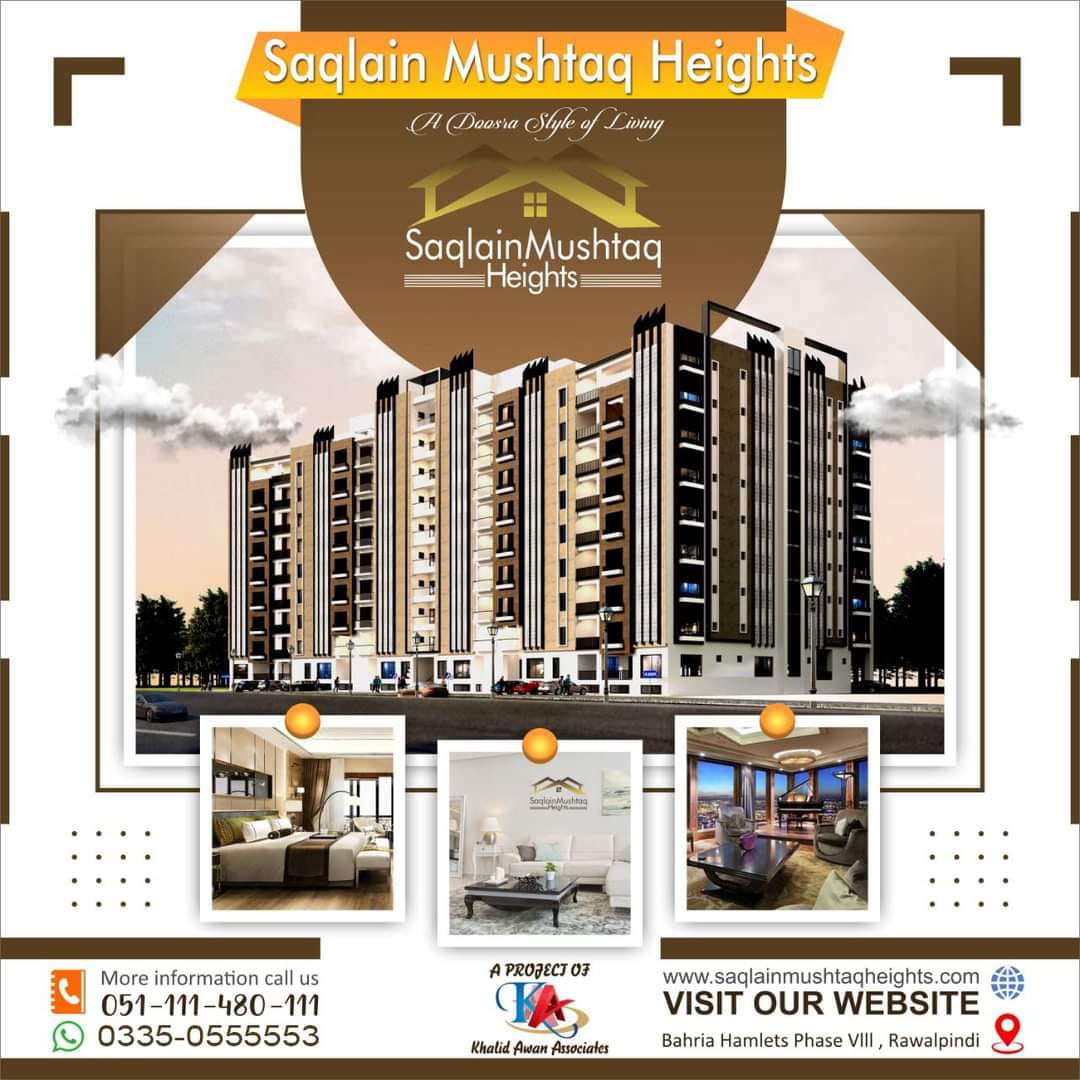 Saqlain Mushtaq Heights
A Doosra Style of Living
SaqlainMushtaq
Heights
SaqlainMushtaq
Heights
More information call us
051-111-480-111
0335-0555553
A PROJECT OF
KA
Khalid Awan Associates
www.saqlainmushtaqheights.com
VISIT OUR WEBSITE
Bahria Hamlets Phase VIII , Rawalpindi